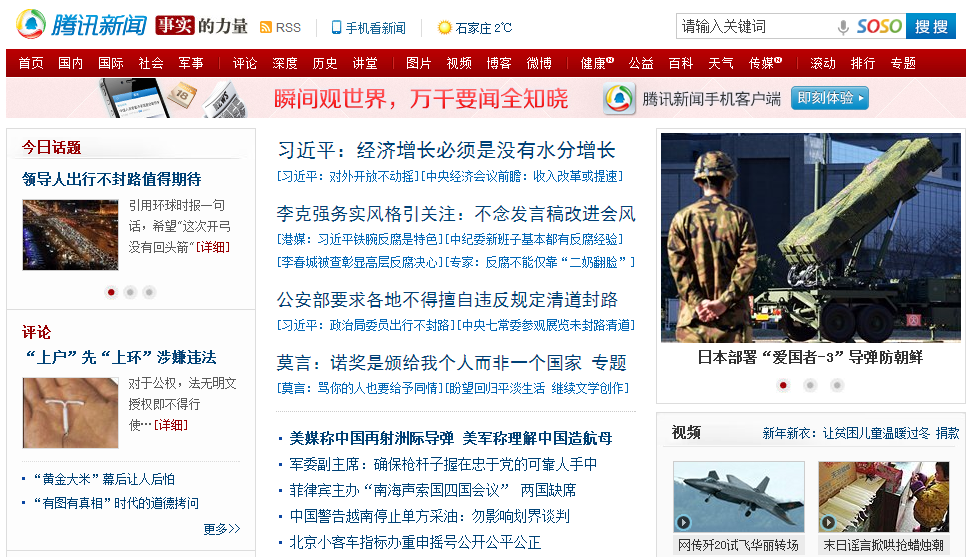 腾讯新闻 事实的力量 RSS 手机看新闻 石家庄 2℃ 请输入关键词 SOSO 搜搜
首页 国内 国际 社会 军事 评论 深度 历史 讲堂 图片 视频 博客 微博 健康 公益 百科 天气 传媒 滚动 排行 专题
瞬间观世界，万千要闻全知晓 腾讯新闻手机客户端 即刻体验
今日话题
领导人出行不封路值得期待
引用环球时报一句
话，希望“这次开弓
没有回头箭”[详细]
评论
“上户”先“上环”涉嫌违法
对于公权，法无明文
授权即不得行
使…[详细]
“黄金大米”幕后让人后怕
“有图有真相”时代的道德拷问
更多>>
习近平：经济增长必须是没有水分增长
[习近平：对外开放不动摇][中央经济会议前瞻：收入改革或提速]
李克强务实风格引关注：不念发言稿改进会风
[港媒：习近平铁腕反腐是特色][中纪委新班子基本都有反腐经验]
[李春城被查彰显高层反腐决心][专家：反腐不能仅靠“二奶翻脸”]
公安部要求各地不得擅自违反规定清道封路
[习近平：政治局委员出行不封路][中央七常委参观展览未封路清道]
莫言：诺奖是颁给我个人而非一个国家 专题
[莫言：骂你的人也要给予同情][盼望回归平淡生活 继续文学创作]
美媒称中国再射洲际导弹 美军称理解中国造航母
军委副主席：确保枪杆子握在忠于党的可靠人手中
菲律宾主办“南海声索国四国会议” 两国缺席
中国警告越南停止单方采油：勿影响划界谈判
北京小客车指标办重申摇号公开公平公正
日本部署“爱国者-3”导弹防朝鲜
视频 年新衣：让贫困儿童温暖过冬 捐款
网传歼20试飞华丽转场 末日谣言掀哄抢蜡烛潮